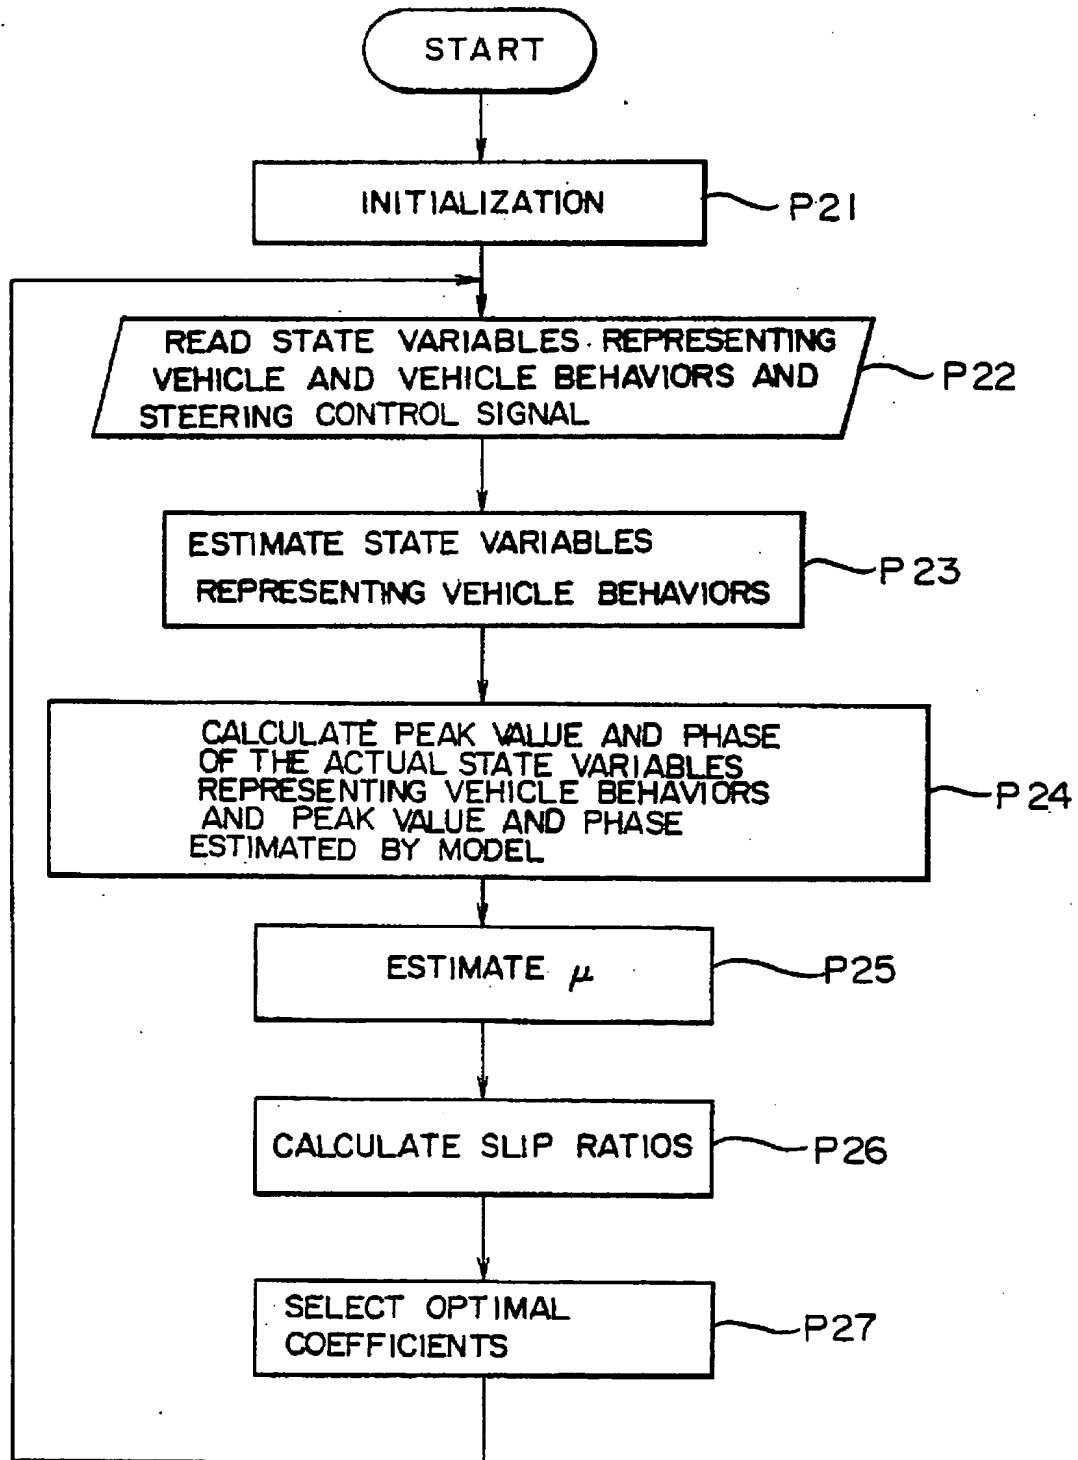 START
INITIALIZATION
P21
READ STATE VARIABLES REPRESENTING
VEHICLE AND VEHICLE BEHAVIORS AND
STEERING CONTROL SIGNAL
P22
ESTIMATE STATE VARIABLES
REPRESENTING VEHICLE BEHAVIORS
P23
CALCULATE PEAK VALUE AND PHASE
OF THE ACTUAL STATE VARIABLES
REPRESENTING VEHICLE BEHAVIORS
AND PEAK VALUE AND PHASE
ESTIMATED BY MODEL
P24
ESTIMATE μ
P25
CALCULATE SLIP RATIOS
P26
SELECT OPTIMAL
COEFFICIENTS
P27